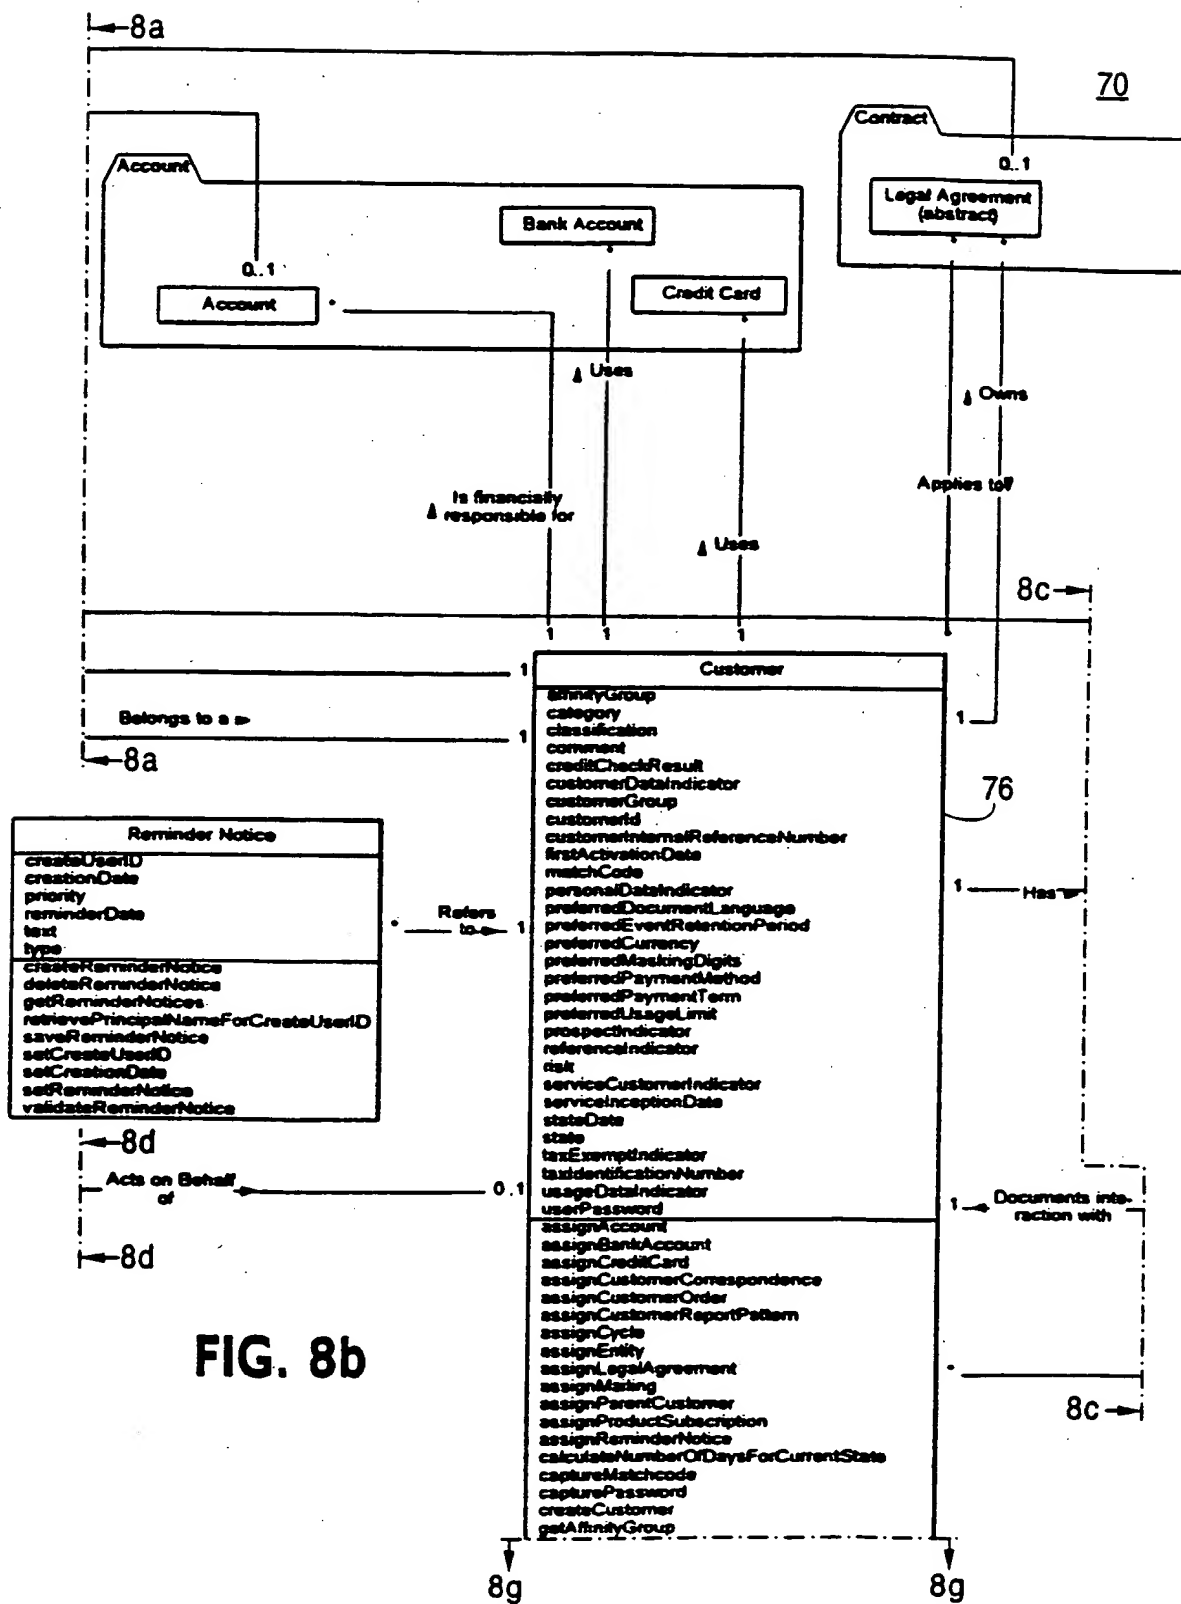 8a
70
Contract
0..1
Account
Legal Agreement
(abstract)
*
*
Bank Account
*
0..1
Account
*
Credit Card
*
Uses
Owns
Applies to
Is financially
responsible for
Uses
8c
1
1
1
*
1
Belongs to a
1
8a
Customer
affinityGroup
category
classification
comment
creditCheckResult
customerDataIndicator
customerGroup
customerId
customerInternalReferenceNumber
firstActivationDate
matchCode
personalDataIndicator
preferredDocumentLanguage
preferredEventRetentionPeriod
preferredCurrency
preferredMaskingDigits
preferredPaymentMethod
preferredPaymentTerm
preferredUsageLimit
prospectIndicator
referenceIndicator
risk
serviceCustomerIndicator
serviceInceptionDate
stateDate
state
taxExemptIndicator
taxIdentificationNumber
usageDataIndicator
userPassword
assignAccount
assignBankAccount
assignCreditCard
assignCustomerCorrespondence
assignCustomerOrder
assignCustomerReportPattern
assignCycle
assignEntity
assignLegalAgreement
assignMailing
assignParentCustomer
assignProductSubscription
assignReminderNotice
calculateNumberOfDaysForCurrentState
captureMatchcode
capturePassword
createCustomer
getAffinityGroup
1
76
1
Has
Reminder Notice
createUserID
creationDate
priority
reminderDate
text
type
createReminderNotice
deleteReminderNotice
getReminderNotices
retrievePrincipalNameForCreateUserID
saveReminderNotice
setCreateUserID
setCreationDate
setReminderNotice
validateReminderNotice
*
Refers
to
1
8d
Acts on Behalf
of
0..1
8d
1
Documents inte-
raction with
*
8c
FIG. 8b
8g
8g